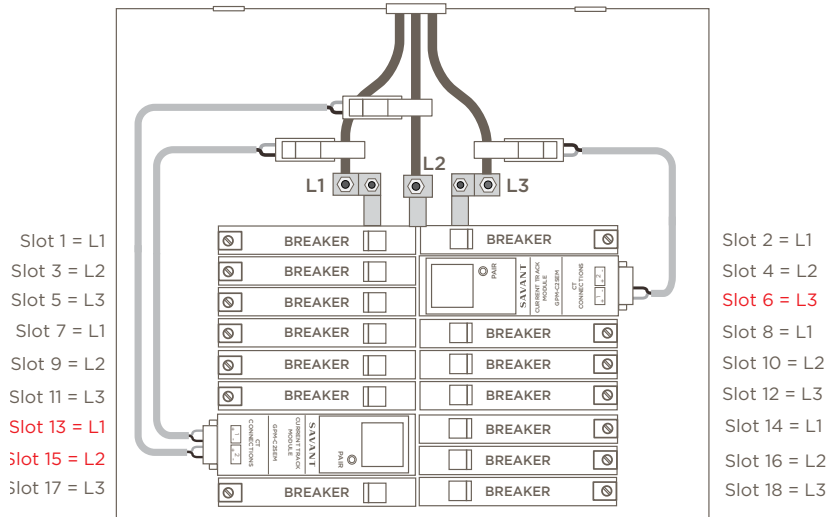 L1
L2
L3
Slot 1 = L1
Slot 3 = L2
Slot 5 = L3
Slot 7 = L1
Slot 9 = L2
Slot 11 = L3
Slot 13 = L1
Slot 15 = L2
Slot 17 = L3
BREAKER
BREAKER
BREAKER
BREAKER
BREAKER
BREAKER
CT
CONNECTIONS
1
2
GPM-C2SEM
CURRENT TRACK
MODULE
SAVANT
PAIR
BREAKER
BREAKER
PAIR
SAVANT
CURRENT TRACK
MODULE
GPM-C2SEM
CT
CONNECTIONS
1
2
BREAKER
BREAKER
BREAKER
BREAKER
BREAKER
BREAKER
Slot 2 = L1
Slot 4 = L2
Slot 6 = L3
Slot 8 = L1
Slot 10 = L2
Slot 12 = L3
Slot 14 = L1
Slot 16 = L2
Slot 18 = L3